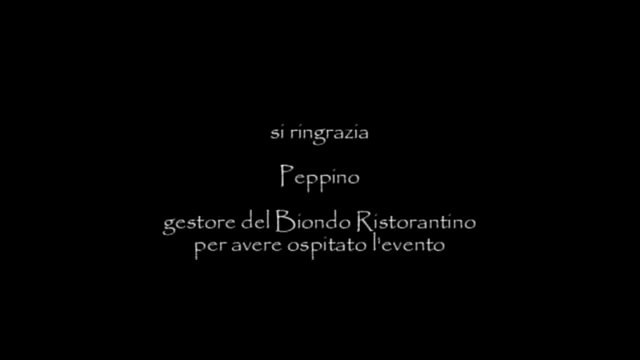 si ringrazia
Peppino
gestore del Biondo Ristorantino
per avere ospitato l'evento